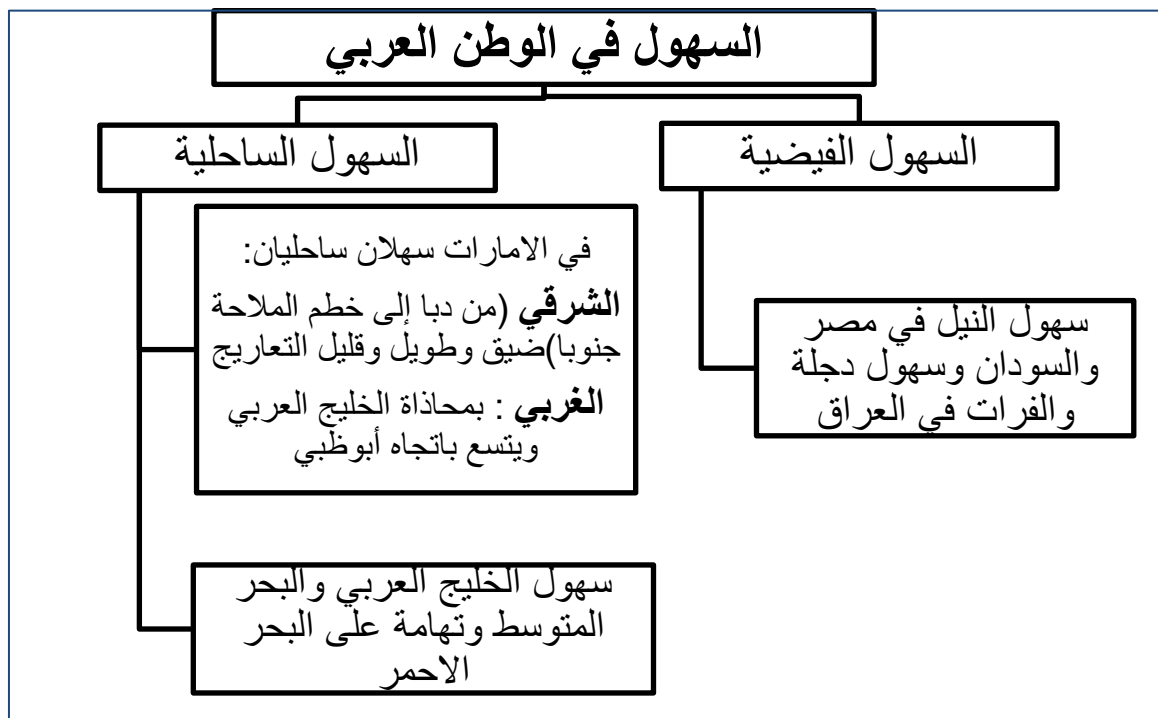 السهول في الوطن العربي
السهول الفيضية
السهول الساحلية
سهول النيل في مصر
والسودان وسهول دجلة
والفرات في العراق
في الامارات سهلان ساحليان:
الشرقي (من دبا إلى خطم الملاحة
جنوبا)ضيق وطويل وقليل التعاريج
الغربي : بمحاذاة الخليج العربي
ويتسع باتجاه أبوظبي
سهول الخليج العربي والبحر
المتوسط وتهامة على البحر
الاحمر